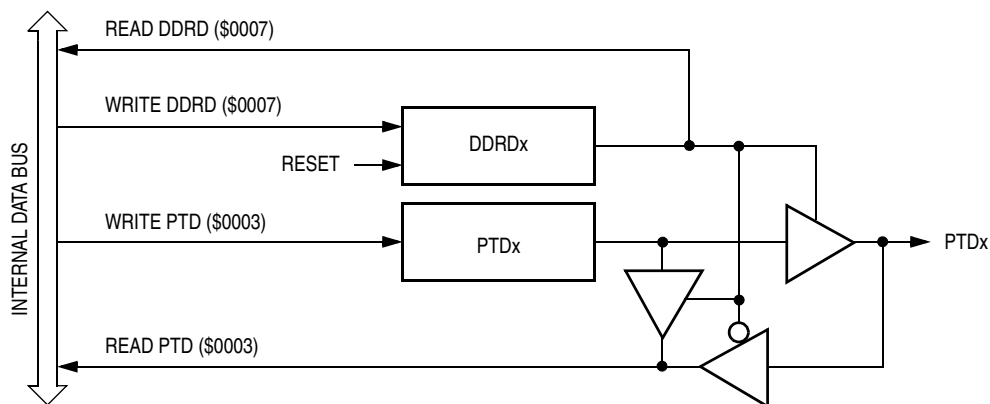 READ DDRD ($0007)
WRITE DDRD ($0007)
DDRDx
RESET
WRITE PTD ($0003)
PTDx
PTDx
READ PTD ($0003)
INTERNAL DATA BUS